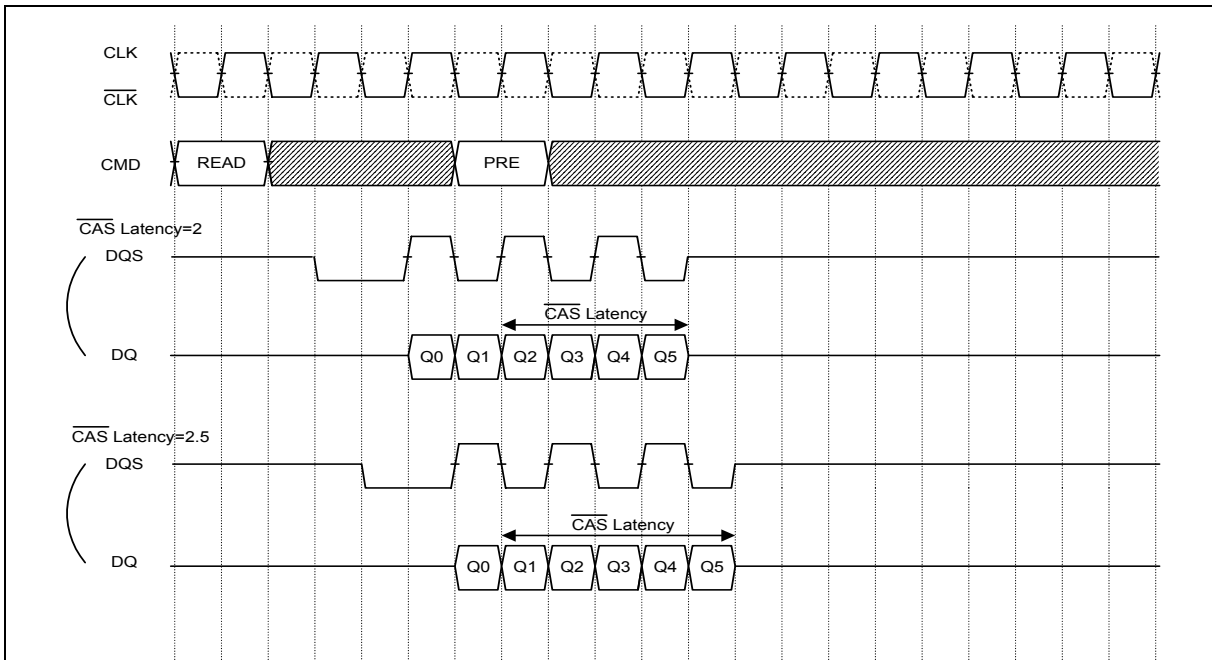 CLK
CLK
CMD READ PRE
CAS Latency=2
DQS
CAS Latency
DQ Q0 Q1 Q2 Q3 Q4 Q5
CAS Latency=2.5
DQS
CAS Latency
DQ Q0 Q1 Q2 Q3 Q4 Q5